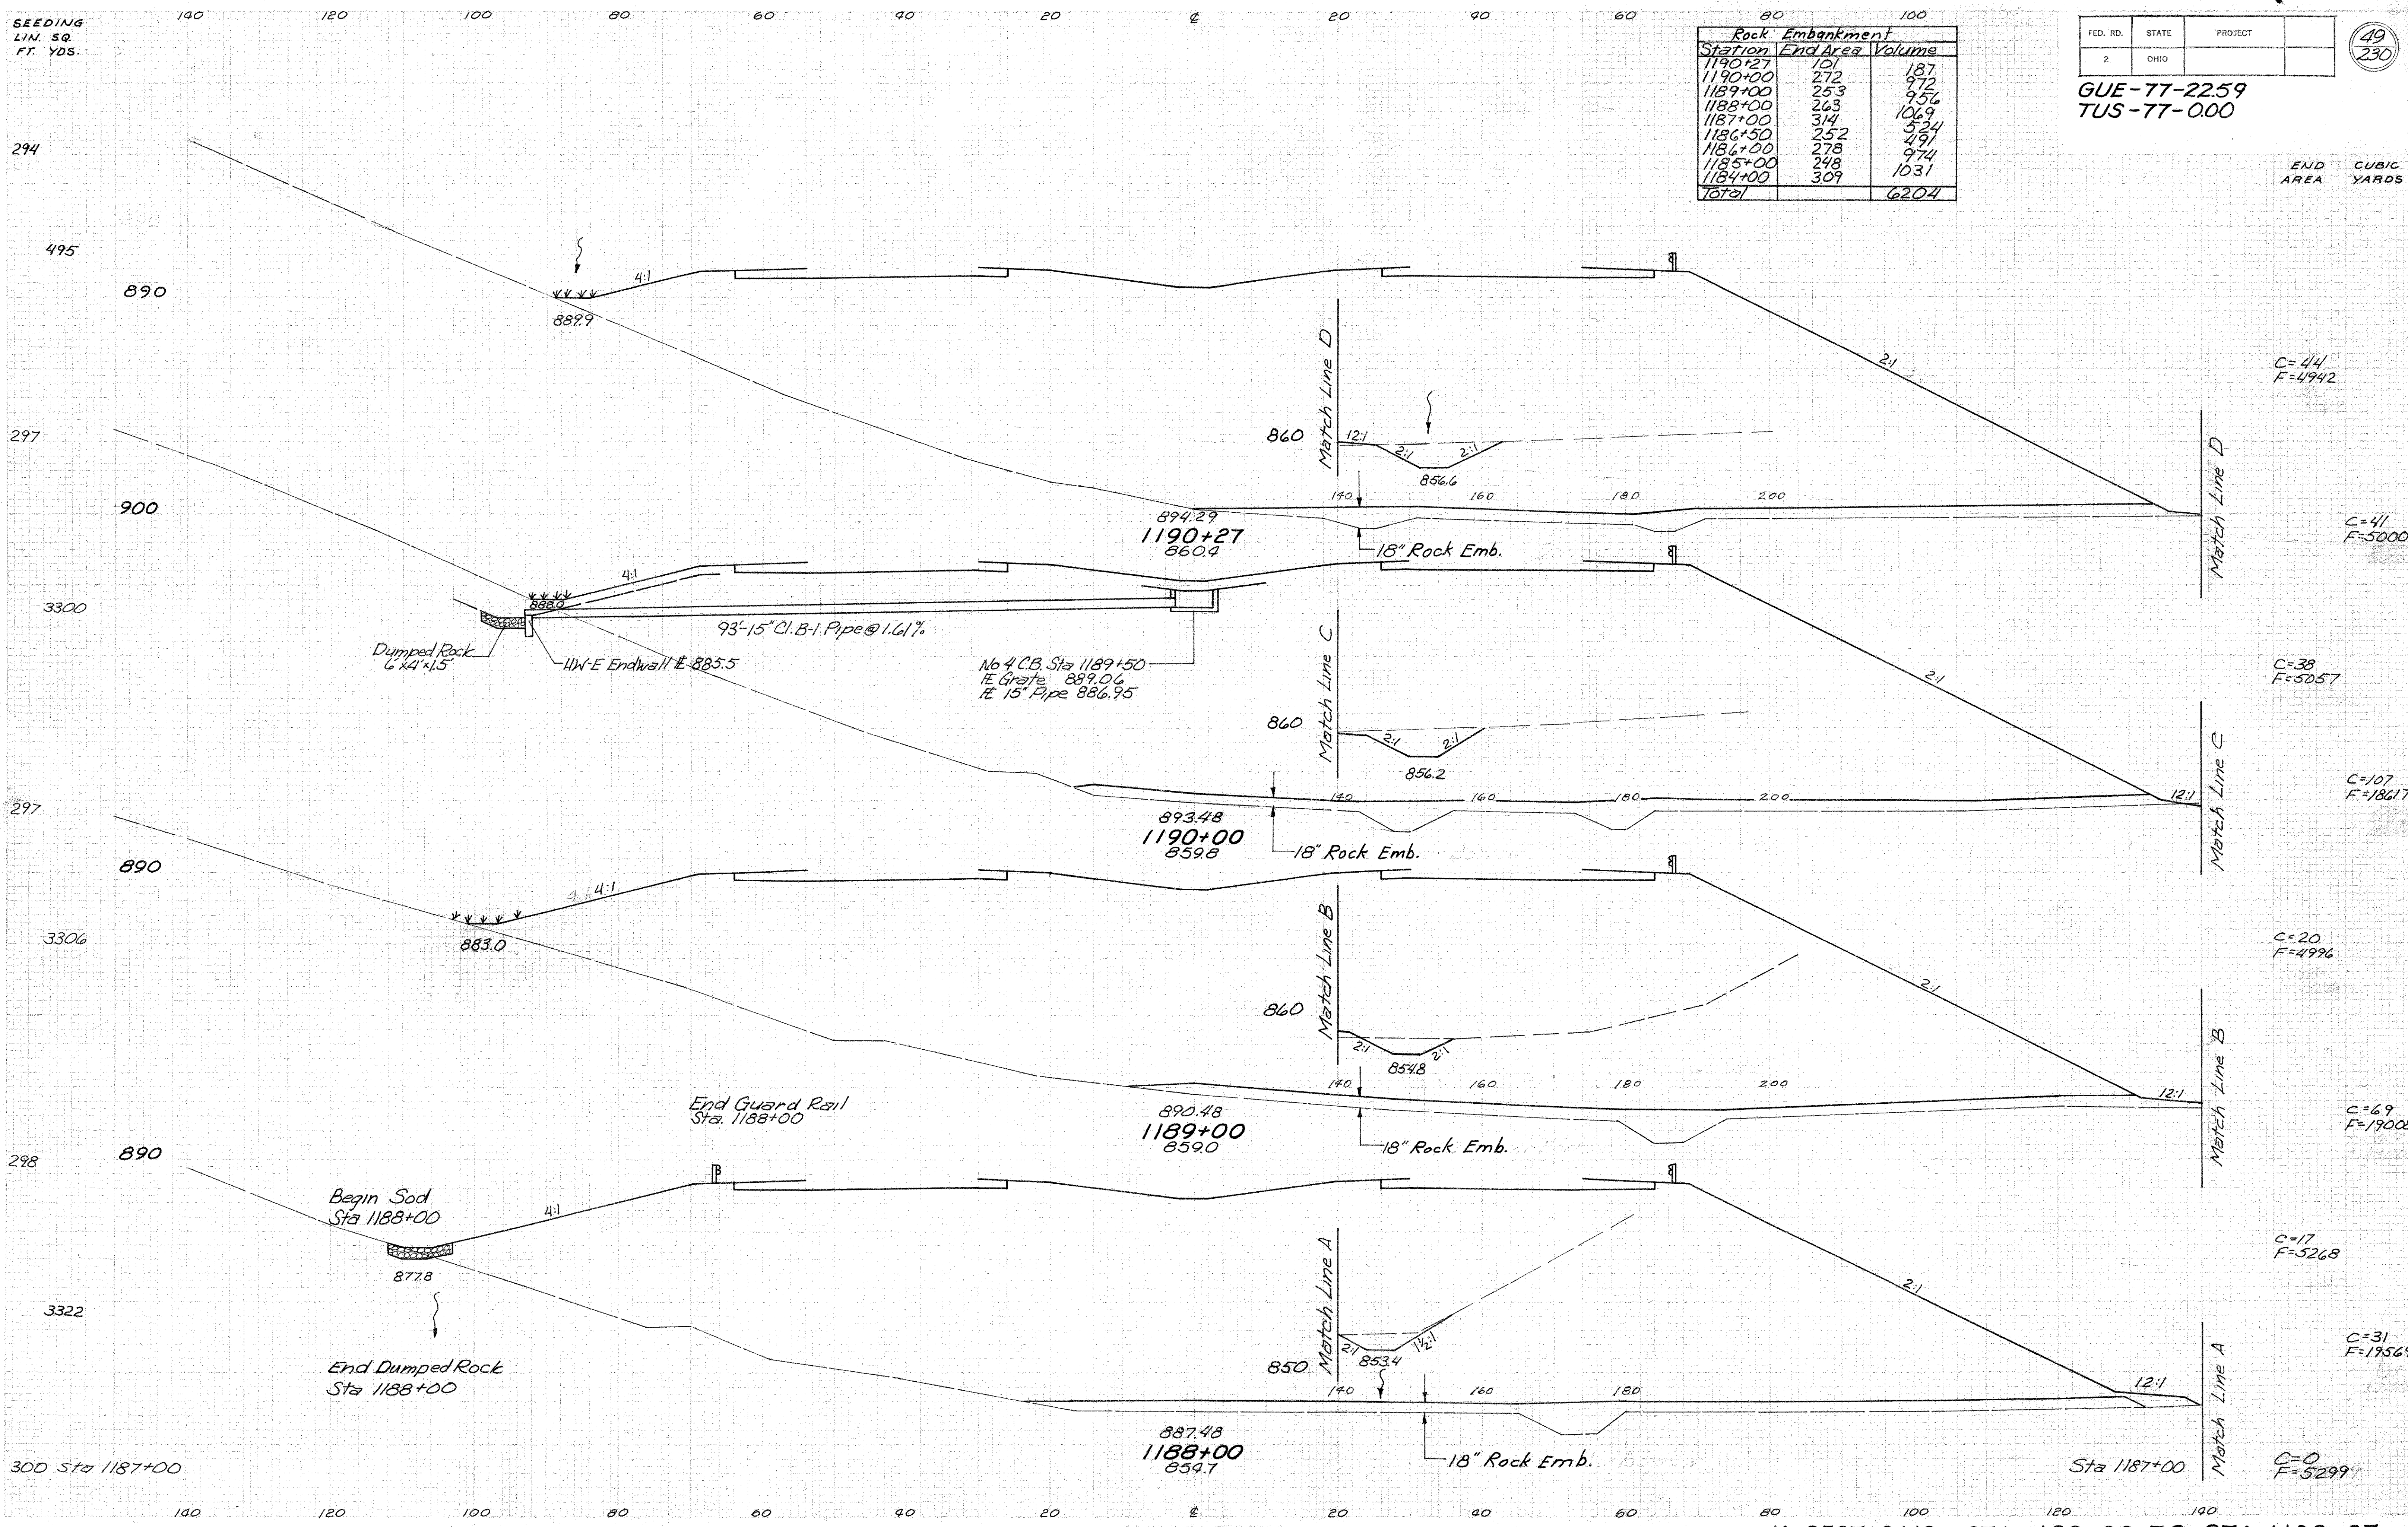 SEEDING
LIN. SQ.
FT. YDS.
140 120 100 80 60 40 20 ℄ 20 40 60 80 100
Rock Embankment
Station End Area Volume
1190+27 101
187
1190+00 272
972
1189+00 253
956
1188+00 263
1069
1187+00 314
524
1186+50 252
491
1186+00 278
974
1185+00 248
1031
1184+00 309
Total 6204
FED. RD. STATE PROJECT
2 OHIO
49
230
GUE-77-22.59
TUS-77-0.00
END AREA
CUBIC YARDS
294
495
890
4:1
889.9
Match Line D
860
12:1
2:1
2:1
856.6
2:1
C=44
F=4942
297
900
140 160 180 200
894.29
1190+27
860.4
18" Rock Emb.
Match Line D
C=41
F=5000
3300
4:1
888.0
93'-15" Cl. B-1 Pipe @ 1.61%
Dumped Rock
6'x4'x1.5'
HW-E Endwall ℄ 885.5
No 4 C.B. Sta 1189+50
℄ Grate 889.06
℄ 15" Pipe 886.95
Match Line C
860
2:1
2:1
856.2
2:1
C=38
F=5057
297
890
140 160 180 200
12:1
893.48
1190+00
859.8
18" Rock Emb.
Match Line C
C=107
F=18617
4:1
4:1
3306
883.0
Match Line B
860
2:1
2:1
854.8
2:1
C=20
F=4996
End Guard Rail
Sta. 1188+00
140 160 180 200
12:1
890.48
1189+00
859.0
18" Rock Emb.
Match Line B
C=69
F=19008
298
890
Begin Sod
Sta 1188+00
4:1
877.8
Match Line A
850
2:1
1½:1
853.4
2:1
C=17
F=5268
3322
End Dumped Rock
Sta 1188+00
140 160 180
12:1
887.48
1188+00
854.7
18" Rock Emb.
Match Line A
C=31
F=1956
300 Sta 1187+00
Sta 1187+00
C=0
F=5299
140 120 100 80 60 40 20 ℄ 20 40 60 80 100 120 140